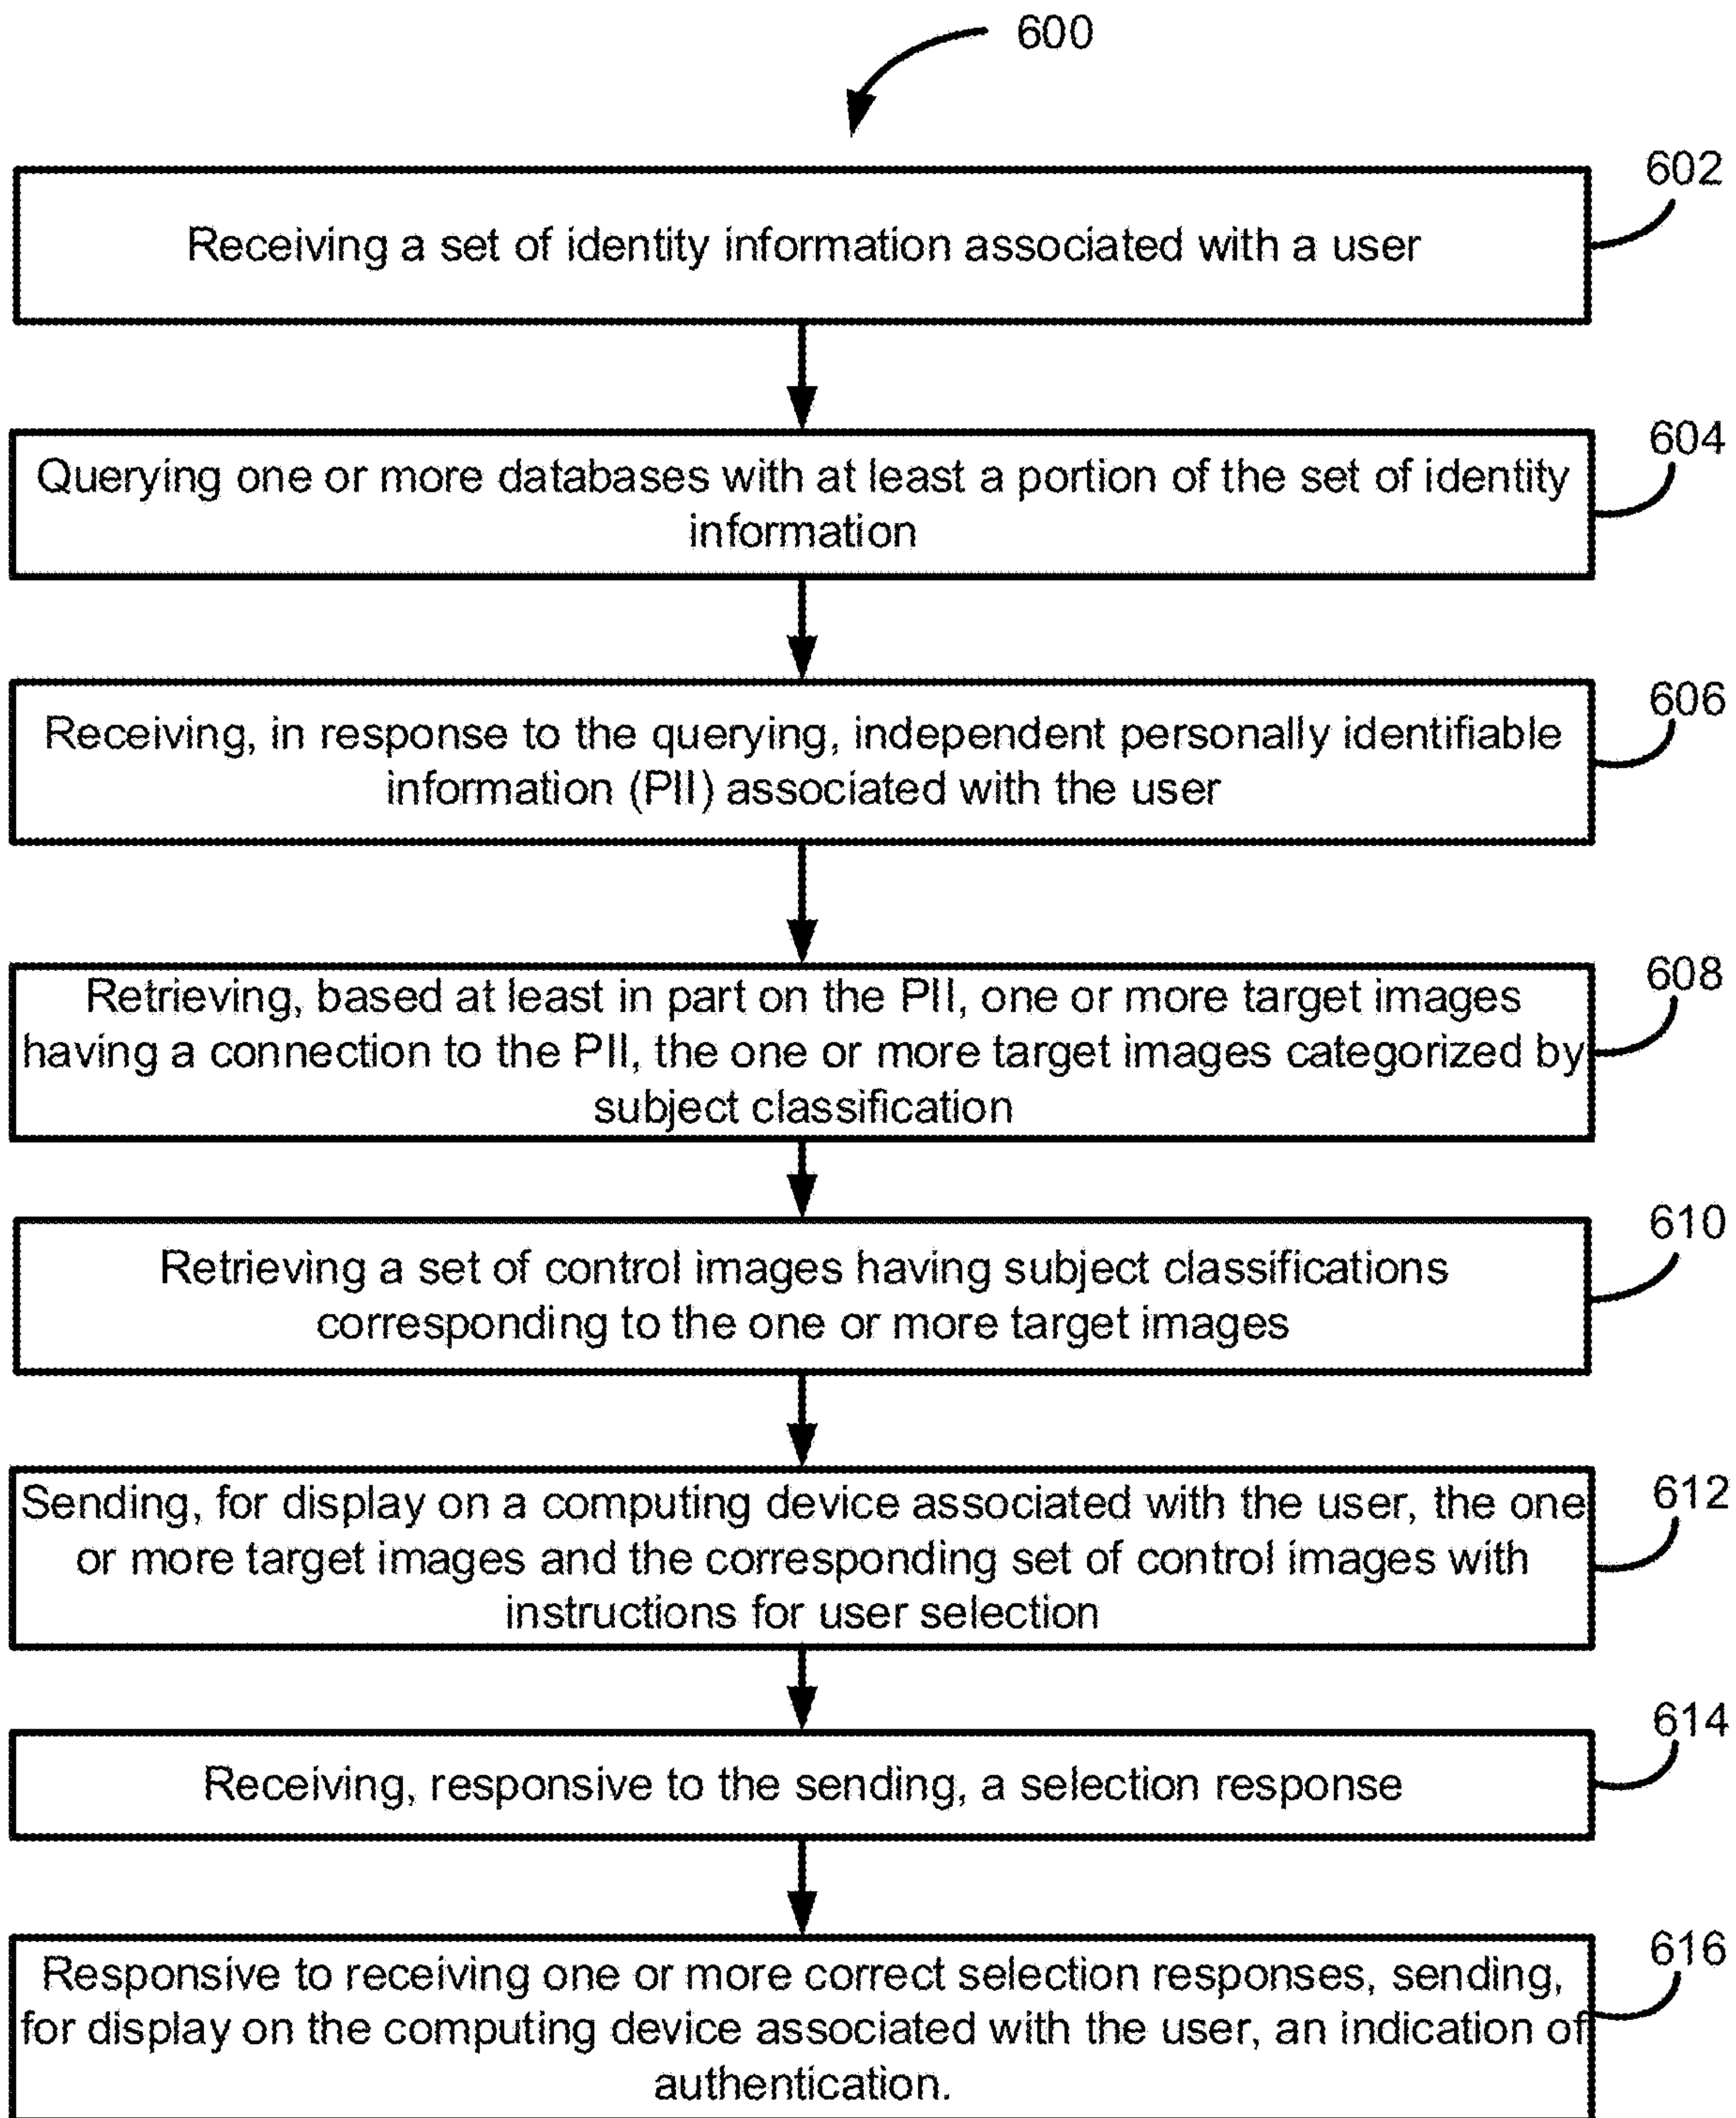 600
602
Receiving a set of identity information associated with a user
604
Querying one or more databases with at least a portion of the set of identity
information
606
Receiving, in response to the querying, independent personally identifiable
information (PII) associated with the user
608
Retrieving, based at least in part on the PII, one or more target images
having a connection to the PII, the one or more target images categorized by
subject classification
610
Retrieving a set of control images having subject classifications
corresponding to the one or more target images
612
Sending, for display on a computing device associated with the user, the one
or more target images and the corresponding set of control images with
instructions for user selection
614
Receiving, responsive to the sending, a selection response
616
Responsive to receiving one or more correct selection responses, sending,
for display on the computing device associated with the user, an indication of
authentication.